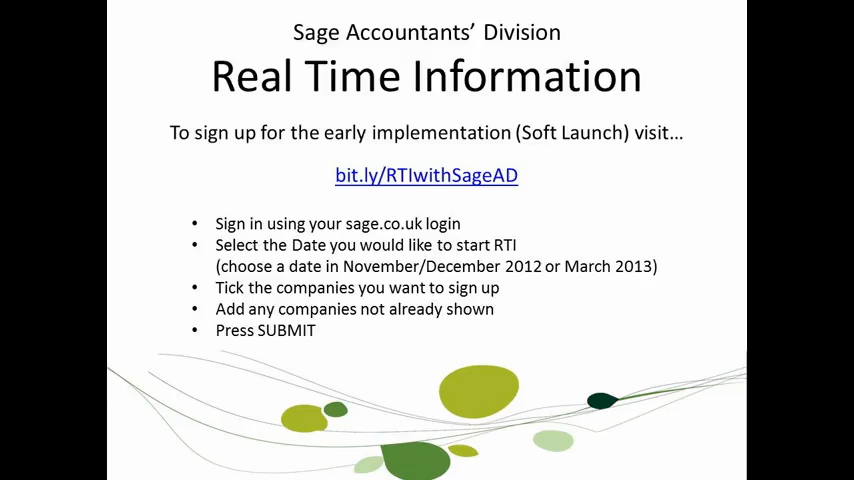 Sage Accountants' Division
Real Time Information
To sign up for the early implementation (Soft Launch) visit...
bit.ly/RTIwithSageAD
• Sign in using your sage.co.uk login
• Select the Date you would like to start RTI
(choose a date in November/December 2012 or March 2013)
• Tick the companies you want to sign up
• Add any companies not already shown
• Press SUBMIT